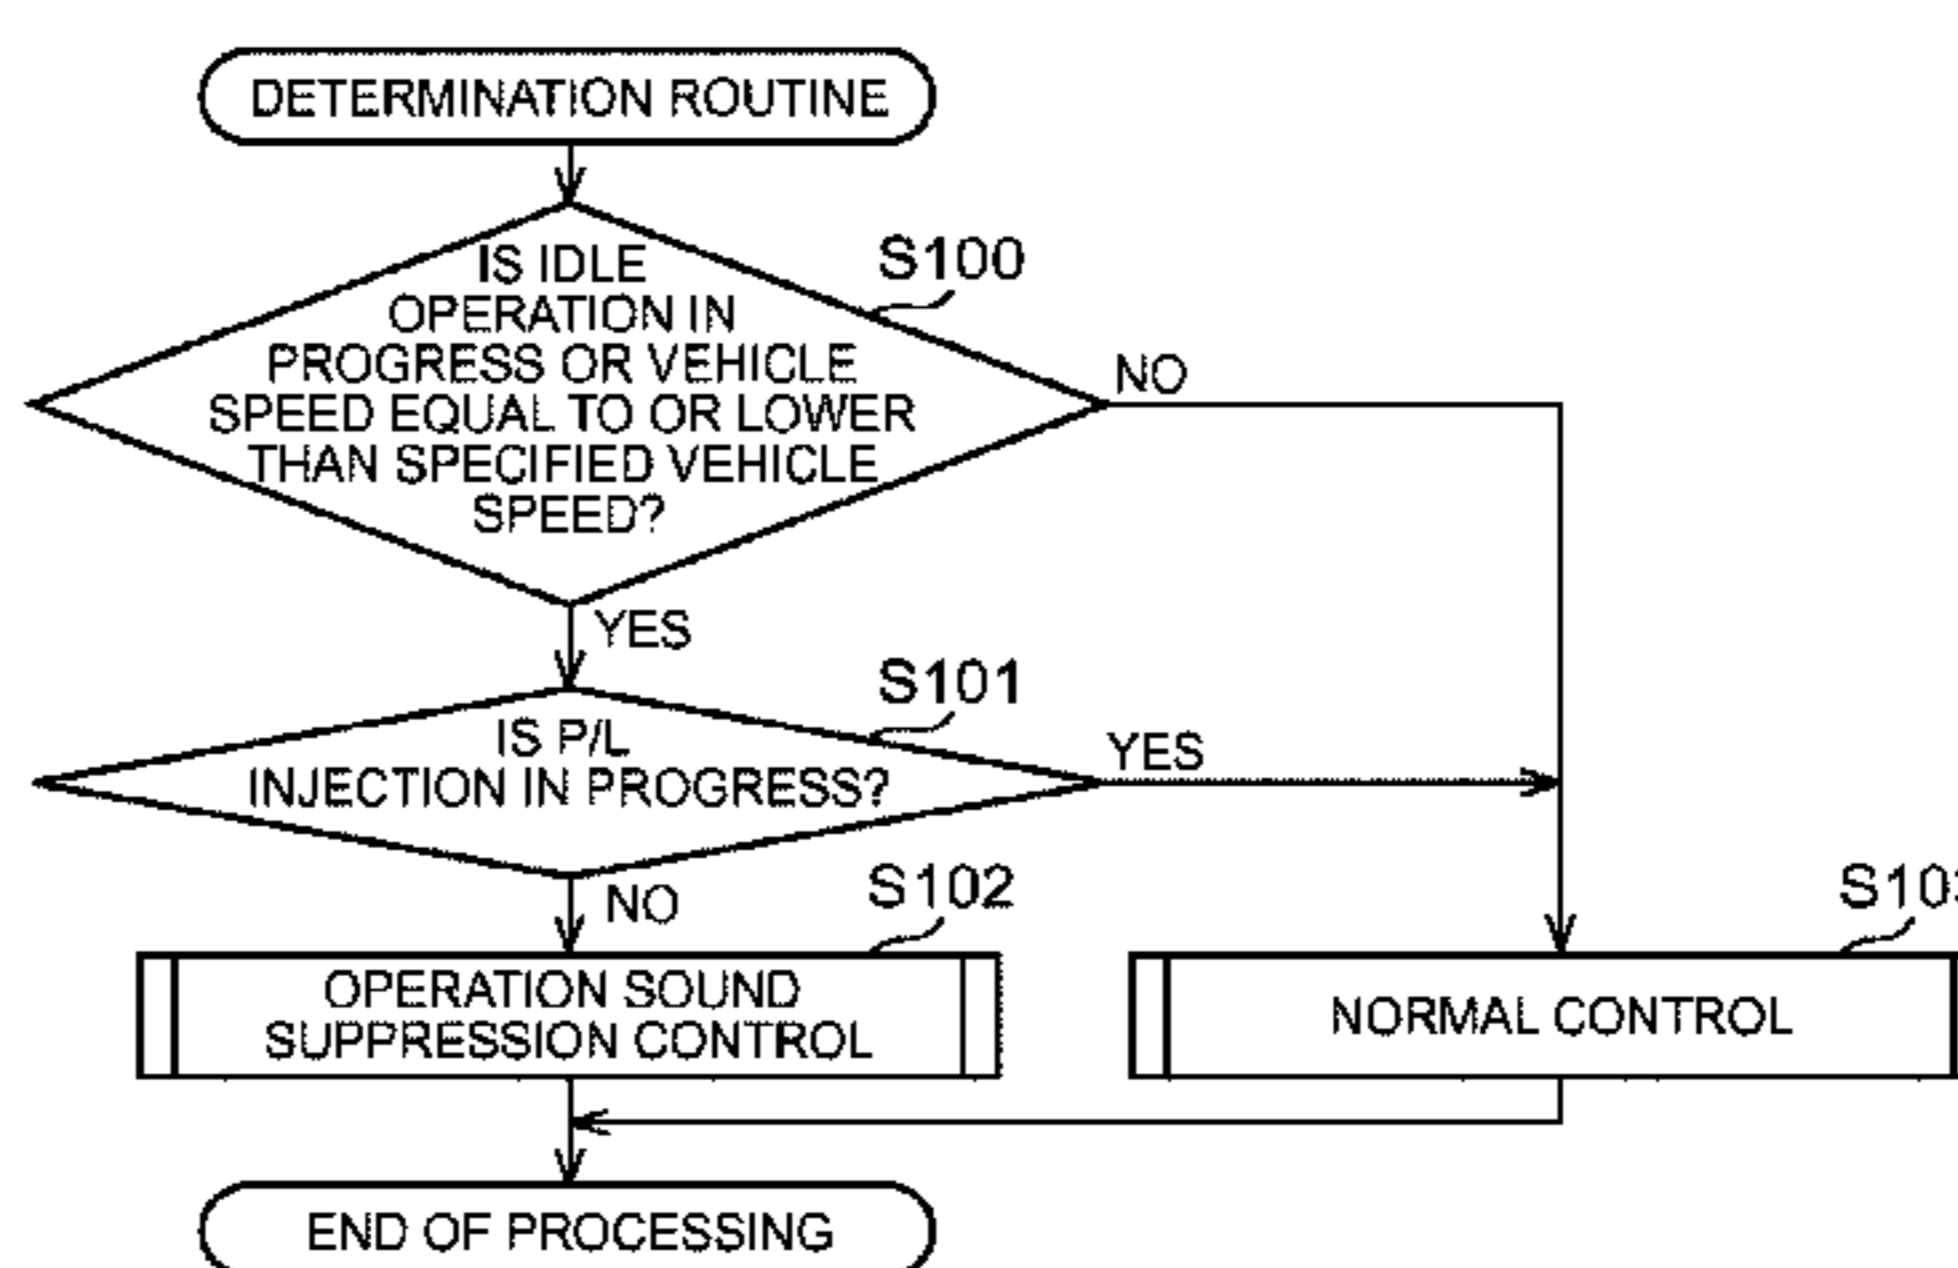 DETERMINATION ROUTINE
IS IDLE
OPERATION IN
PROGRESS OR VEHICLE
SPEED EQUAL TO OR LOWER
THAN SPECIFIED VEHICLE
SPEED?
S100
NO
YES
IS P/L
INJECTION IN PROGRESS?
S101
YES
NO
S102
OPERATION SOUND
SUPPRESSION CONTROL
S103
NORMAL CONTROL
END OF PROCESSING